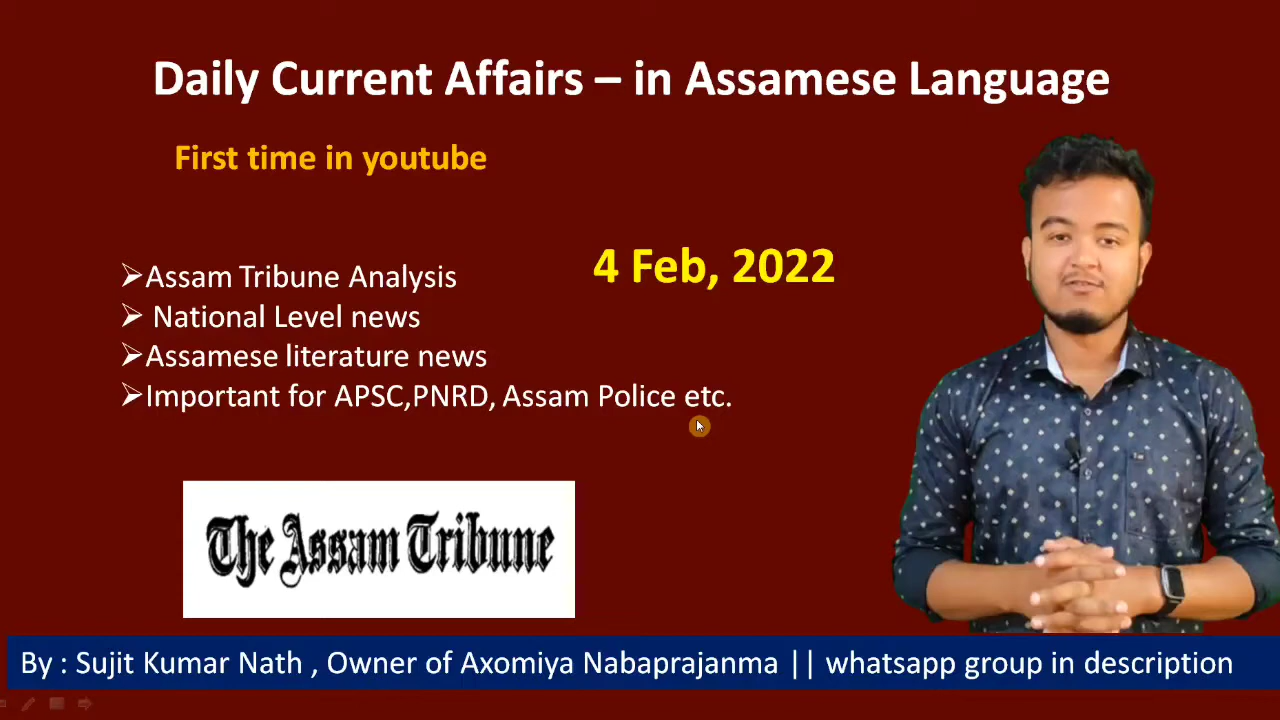 Daily Current Affairs – in Assamese Language
First time in youtube
4 Feb, 2022
➢Assam Tribune Analysis
➢ National Level news
➢Assamese literature news
➢Important for APSC,PNRD, Assam Police etc.
The Assam Tribune
By : Sujit Kumar Nath , Owner of Axomiya Nabaprajanma || whatsapp group in description